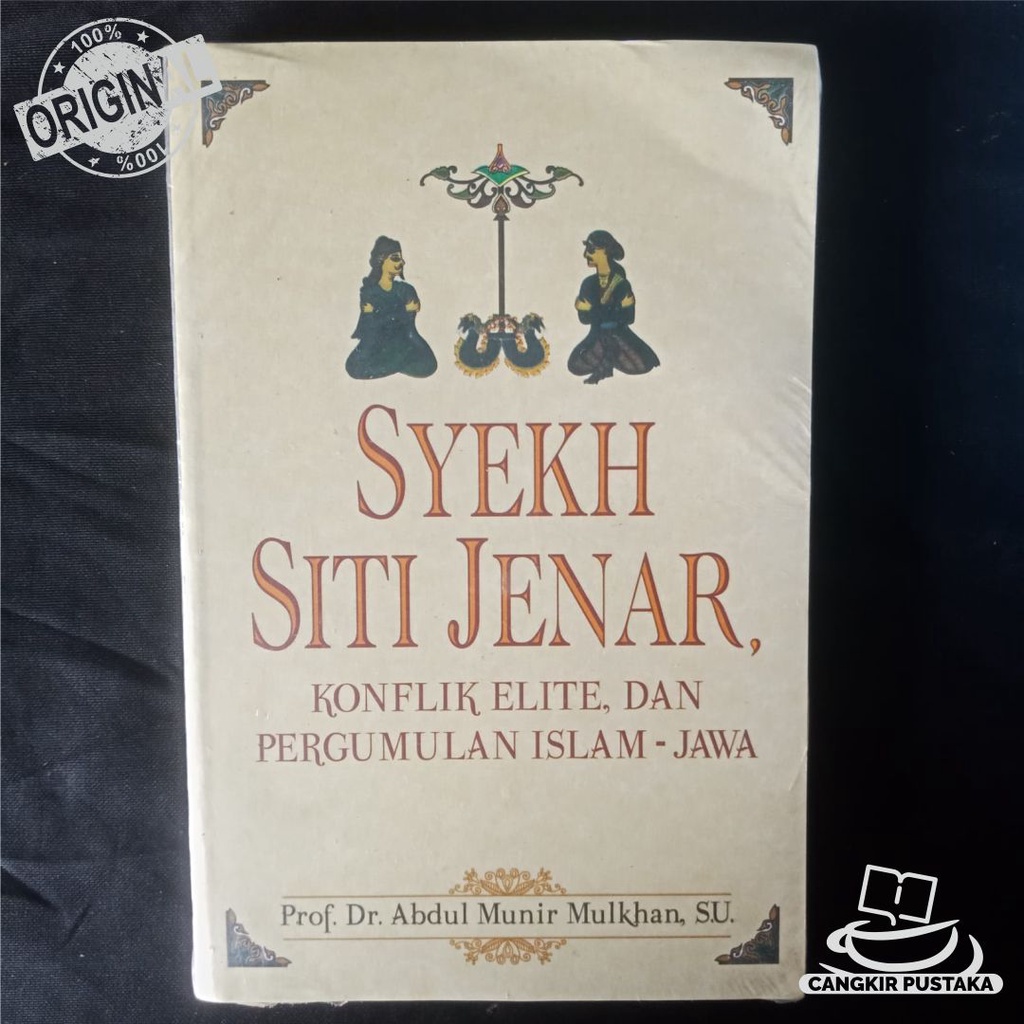 100%
ORIGINAL
100%
SYEKH
SITI JENAR,
KONFLIK ELITE, DAN
PERGUMULAN ISLAM - JAWA
Prof. Dr. Abdul Munir Mulkhan, S.U.
CANGKIR PUSTAKA